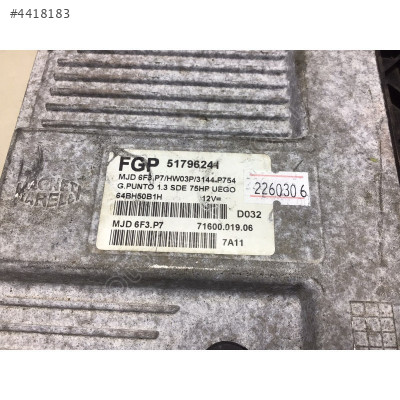 #4418183
FGP 51796241
MJD 6F3.P7/HW03P/3144-P754
G.PUNTO 1.3 SDE 75HP UEGO
64BH50B1H 12V=
D032
MJD 6F3.P7 71600.019.06
7A11
2260306
MAGNETI
MARELLI